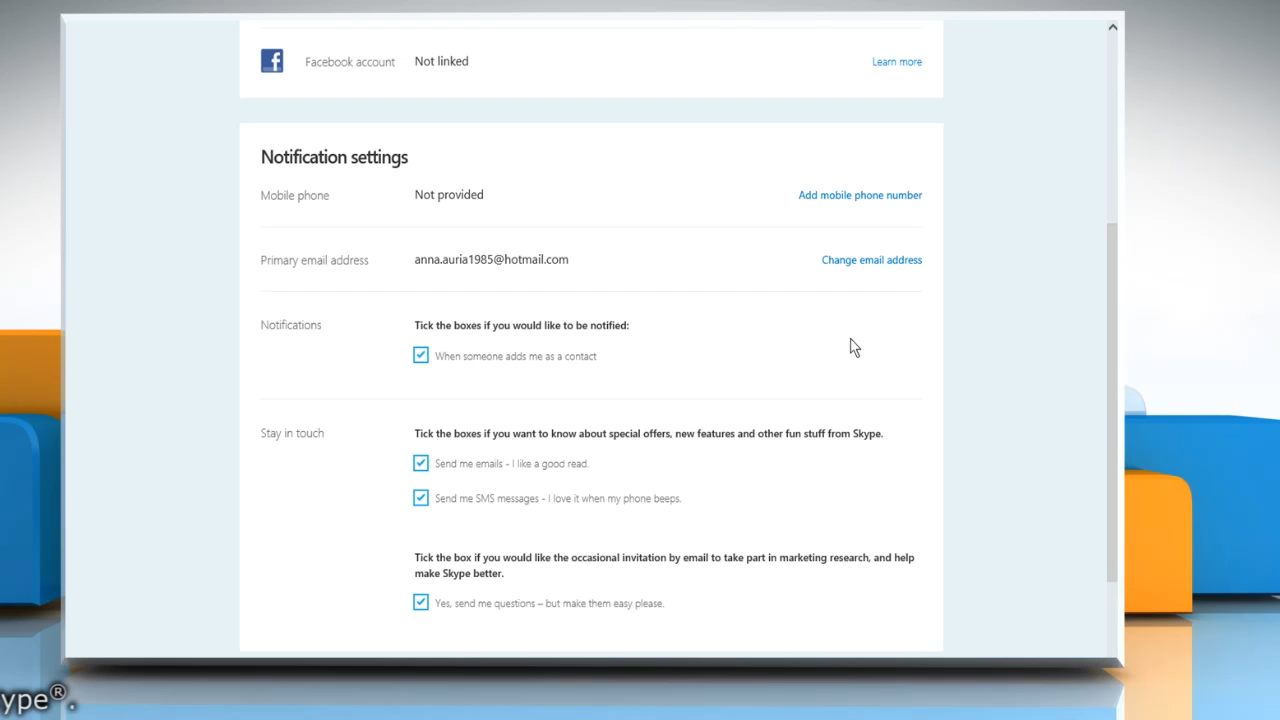 Facebook account Not linked Learn more
Notification settings
Mobile phone Not provided Add mobile phone number
Primary email address anna.auria1985@hotmail.com Change email address
Notifications Tick the boxes if you would like to be notified:
When someone adds me as a contact
Stay in touch Tick the boxes if you want to know about special offers, new features and other fun stuff from Skype.
Send me emails - I like a good read.
Send me SMS messages - I love it when my phone beeps.
Tick the box if you would like the occasional invitation by email to take part in marketing research, and help
make Skype better.
Yes, send me questions – but make them easy please.
ype®.